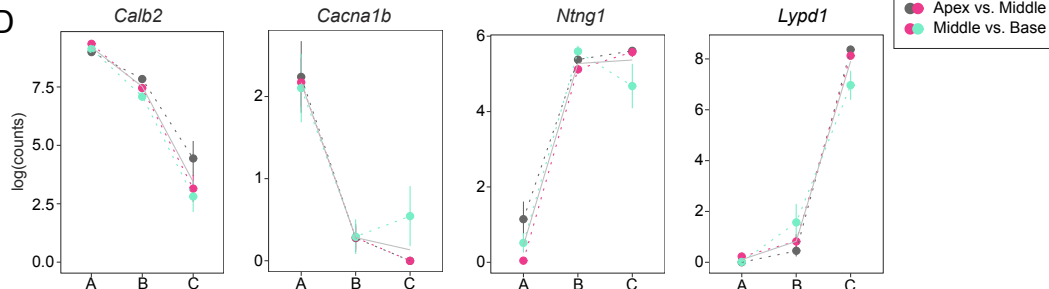 D
Calb2 Cacna1b Ntng1 Lypd1
Apex vs. Middle
Middle vs. Base
log(counts)
7.5
5.0
2.5
0.0
A B C
2
1
0
A B C
6
4
2
0
A B C
8
6
4
2
0
A B C